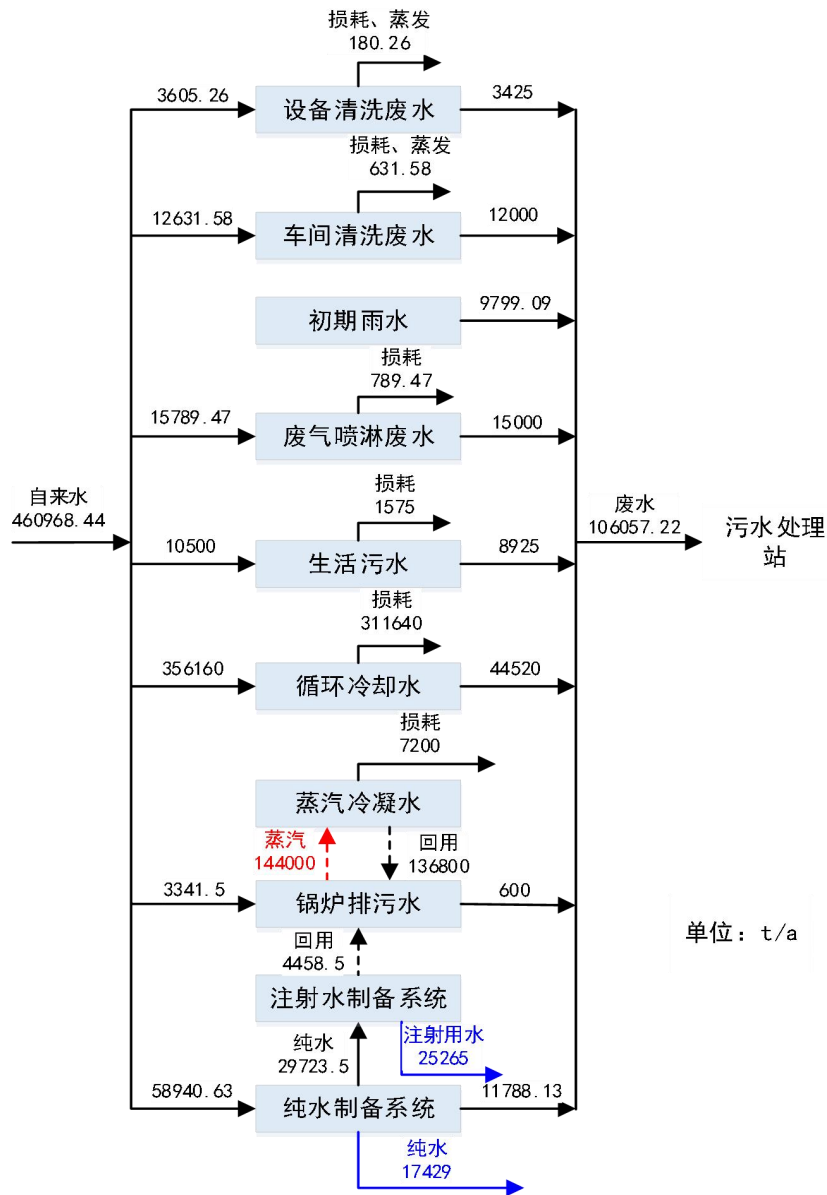 损耗、蒸发
180.26
3605.26
设备清洗废水
3425
损耗、蒸发
631.58
12631.58
车间清洗废水
12000
初期雨水
9799.09
损耗
789.47
15789.47
废气喷淋废水
15000
自来水
460968.44
损耗
1575
10500
生活污水
8925
废水
106057.22
污水处理
站
损耗
311640
356160
循环冷却水
44520
损耗
7200
蒸汽冷凝水
蒸汽
144000
回用
136800
3341.5
锅炉排污水
600
单位：t/a
回用
4458.5
注射水制备系统
纯水
29723.5
注射用水
25265
58940.63
纯水制备系统
11788.13
纯水
17429